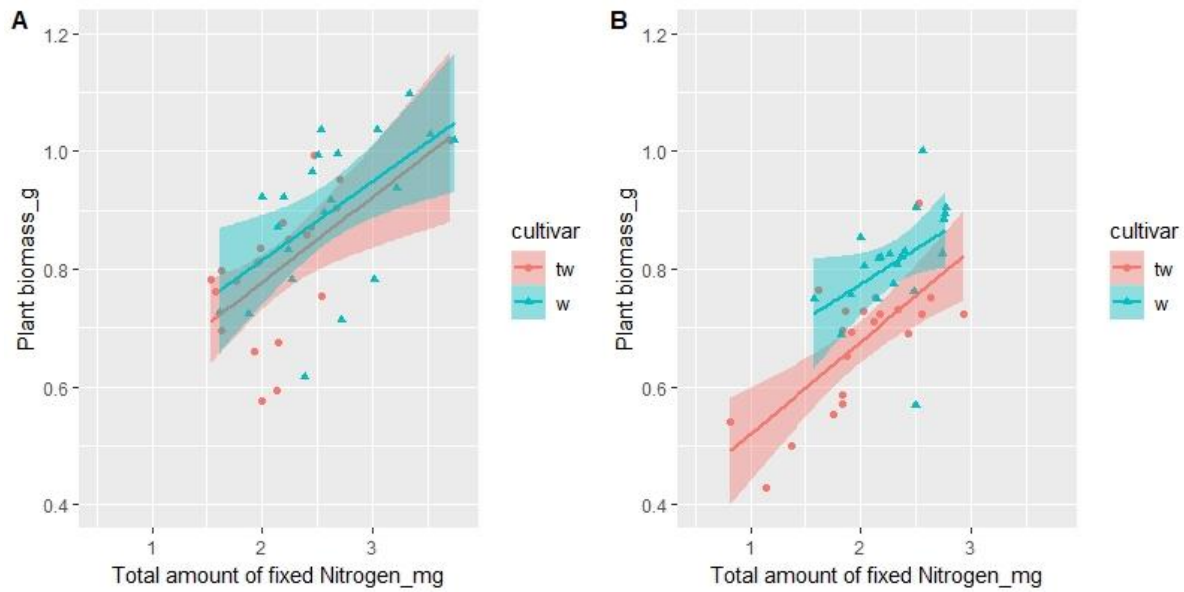 A
1.2
1.0
0.8
0.6
0.4
Plant biomass_g
1 2 3
Total amount of fixed Nitrogen_mg
cultivar
tw
w
B
1.2
1.0
0.8
0.6
0.4
Plant biomass_g
1 2 3
Total amount of fixed Nitrogen_mg
cultivar
tw
w